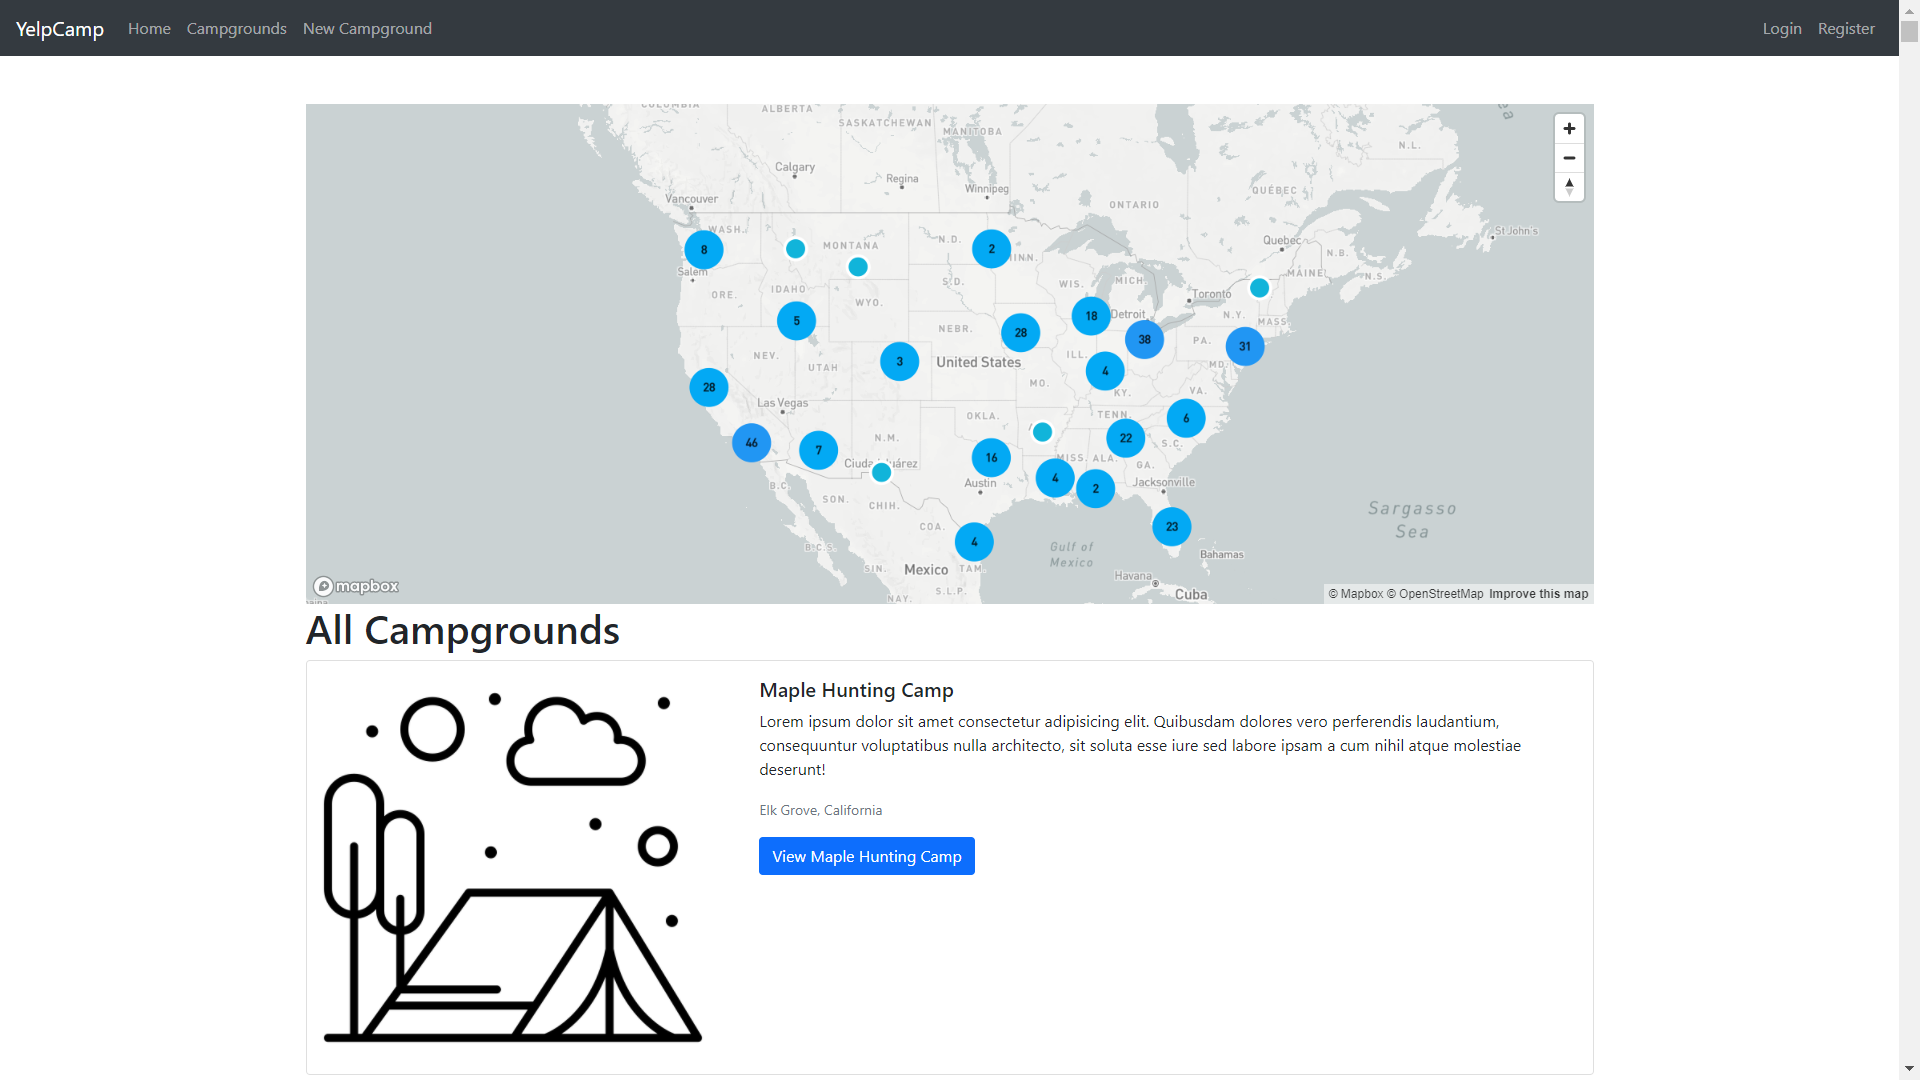 YelpCamp Home Campgrounds New Campground Login Register
COLUMBIA
ALBERTA
SASKATCHEWAN
MANITOBA
N.L.
Calgary
Regina
Winnipeg
QUÉBEC
Vancouver
ONTARIO
St John's
WASH.
MONTANA
N.D.
MINN.
Quebec
N.B.
8
2
Salem
MAINE
N.S.
ORE.
IDAHO
WYO.
S.D.
WIS.
MICH.
Toronto
5
28
18
Detroit
N.Y.
MASS.
NEBR.
38
31
NEV.
UTAH
3
United States
ILL.
PA.
MD.
28
MO.
4
KY.
VA.
Las Vegas
OKLA.
TENN.
6
46
7
N.M.
22
S.C.
Ciudad Juárez
16
MISS.
ALA.
GA.
B.C.
SON.
CHIH.
Austin
4
2
Jacksonville
COA.
23
Sargasso
Sea
B.C.S.
4
Gulf of
Mexico
Bahamas
SIN.
Mexico
TAM.
Havana
NAY.
S.L.P.
Cuba
mapbox
© Mapbox © OpenStreetMap Improve this map
All Campgrounds
Maple Hunting Camp
Lorem ipsum dolor sit amet consectetur adipisicing elit. Quibusdam dolores vero perferendis laudantium,
consequuntur voluptatibus nulla architecto, sit soluta esse iure sed labore ipsam a cum nihil atque molestiae
deserunt!
Elk Grove, California
View Maple Hunting Camp